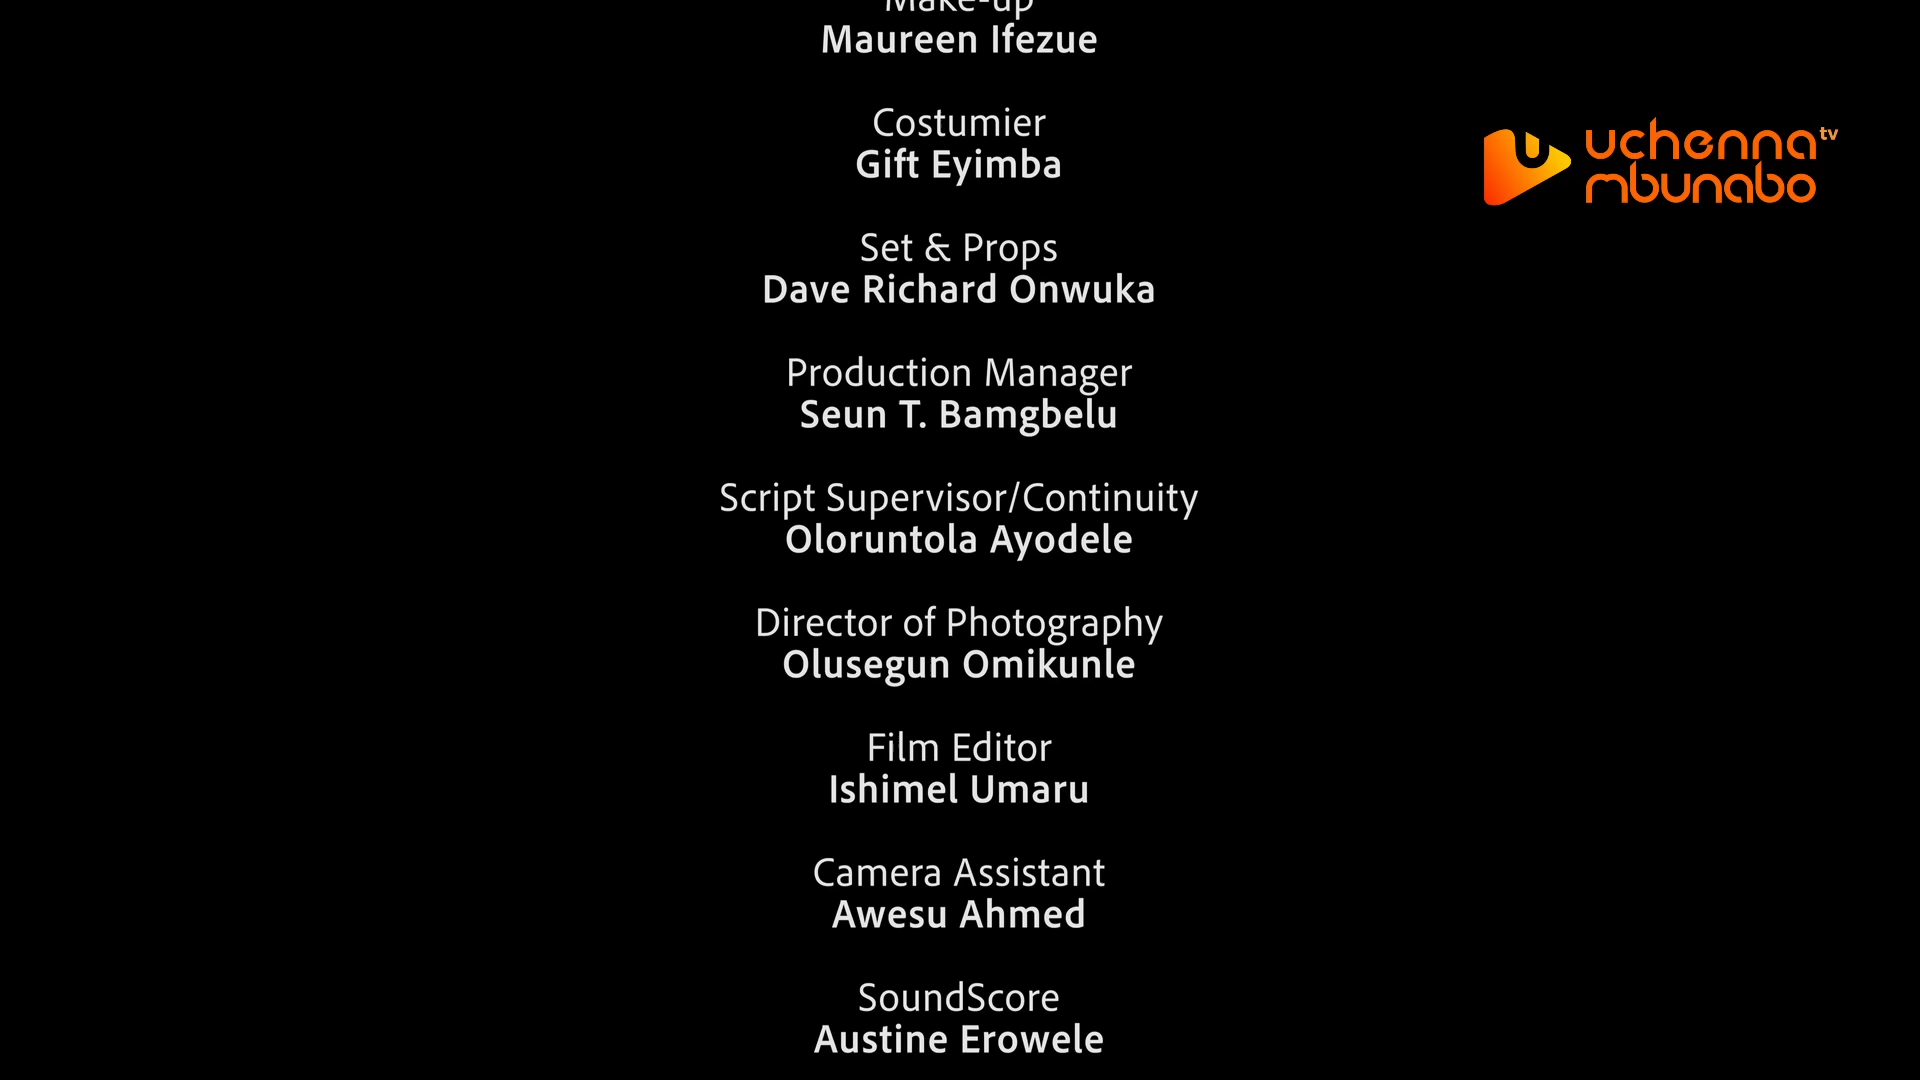 Make-up
Maureen Ifezue
Costumier
Gift Eyimba
Set & Props
Dave Richard Onwuka
Production Manager
Seun T. Bamgbelu
Script Supervisor/Continuity
Oloruntola Ayodele
Director of Photography
Olusegun Omikunle
Film Editor
Ishimel Umaru
Camera Assistant
Awesu Ahmed
SoundScore
Austine Erowele
uchenna tv
mbunabo